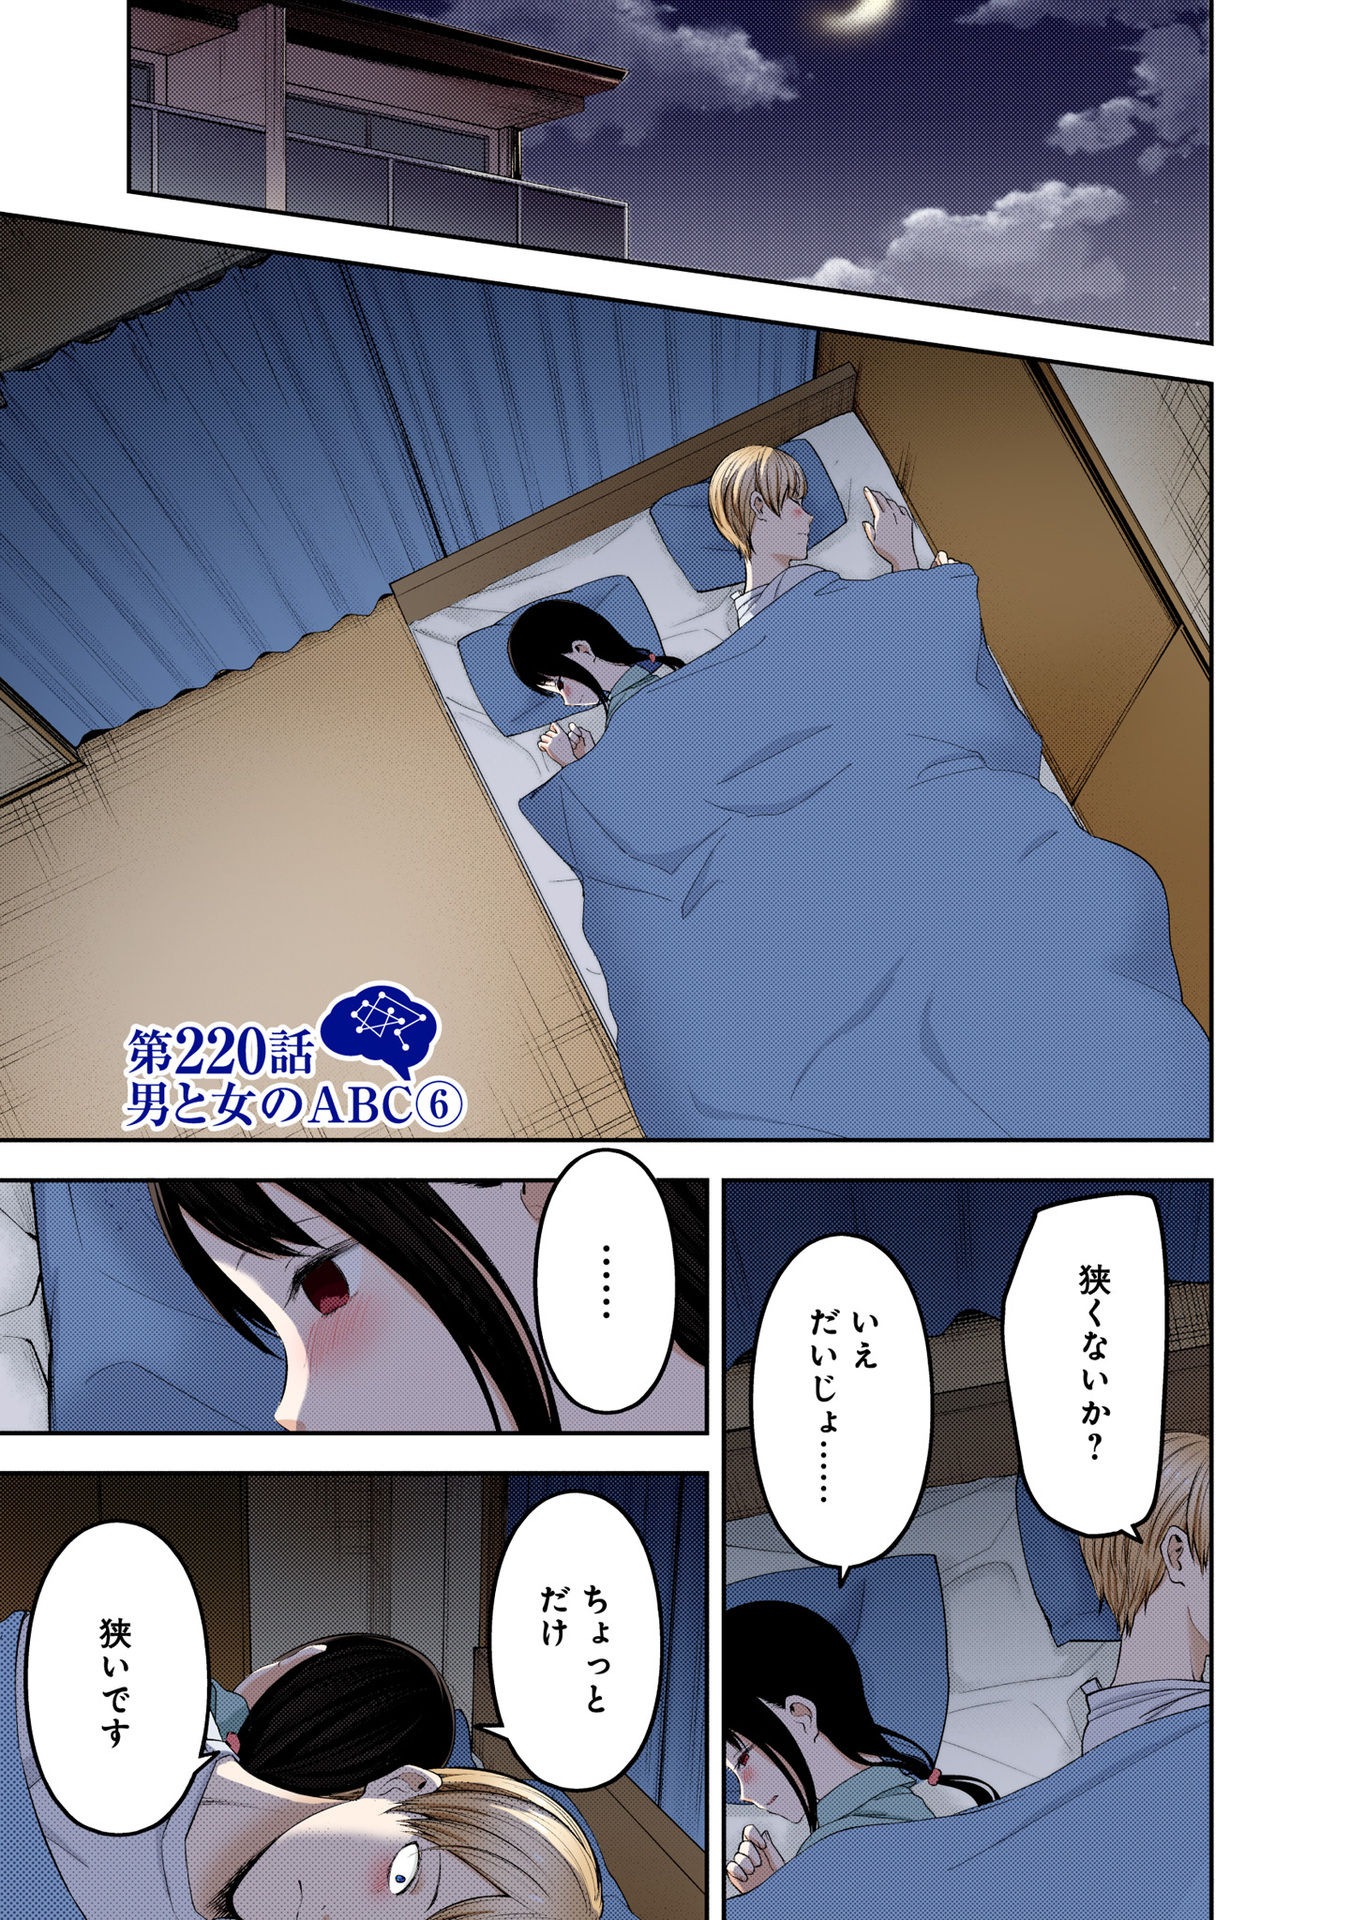 第220話
男と女のABC⑥
狭くないか？
いえ
だいじょ……
……
ちょっと
だけ
狭いです